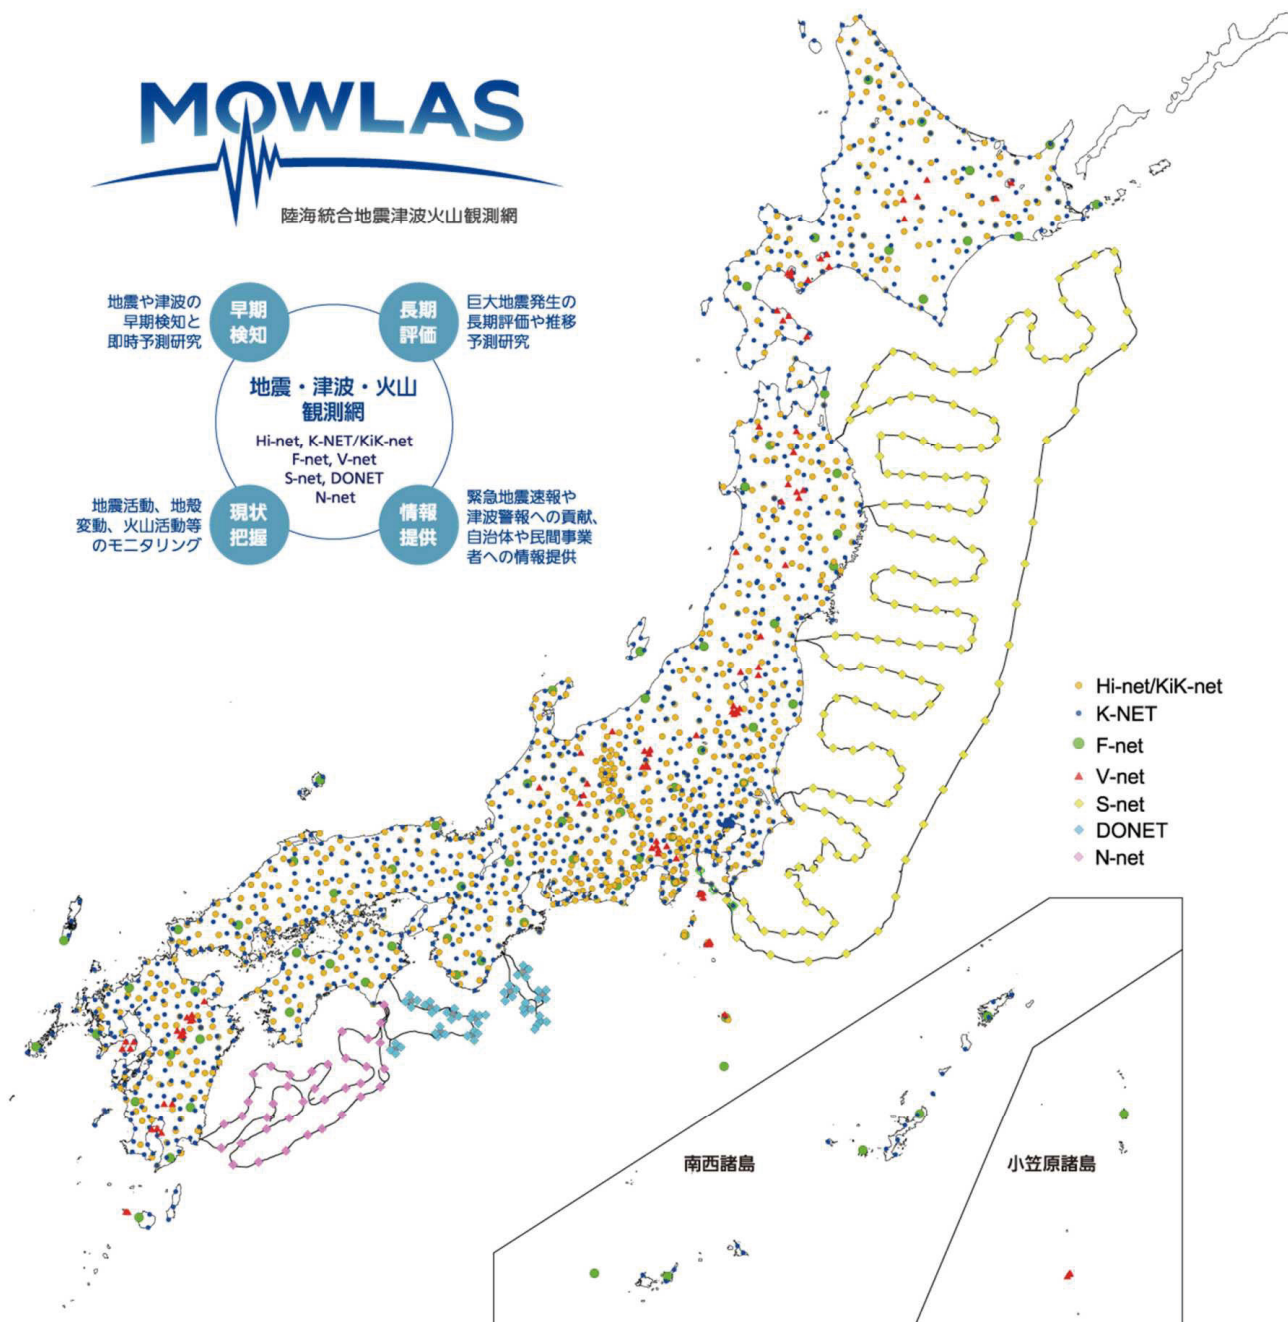 MOWLAS
陸海統合地震津波火山観測網
地震や津波の
早期検知と
即時予測研究
早期
検知
長期
評価
巨大地震発生の
長期評価や推移
予測研究
地震・津波・火山
観測網
Hi-net, K-NET/KiK-net
F-net, V-net
S-net, DONET
N-net
地震活動、地殻
変動、火山活動等
のモニタリング
現状
把握
情報
提供
緊急地震速報や
津波警報への貢献、
自治体や民間事業
者への情報提供
Hi-net/KiK-net
K-NET
F-net
V-net
S-net
DONET
N-net
南西諸島
小笠原諸島